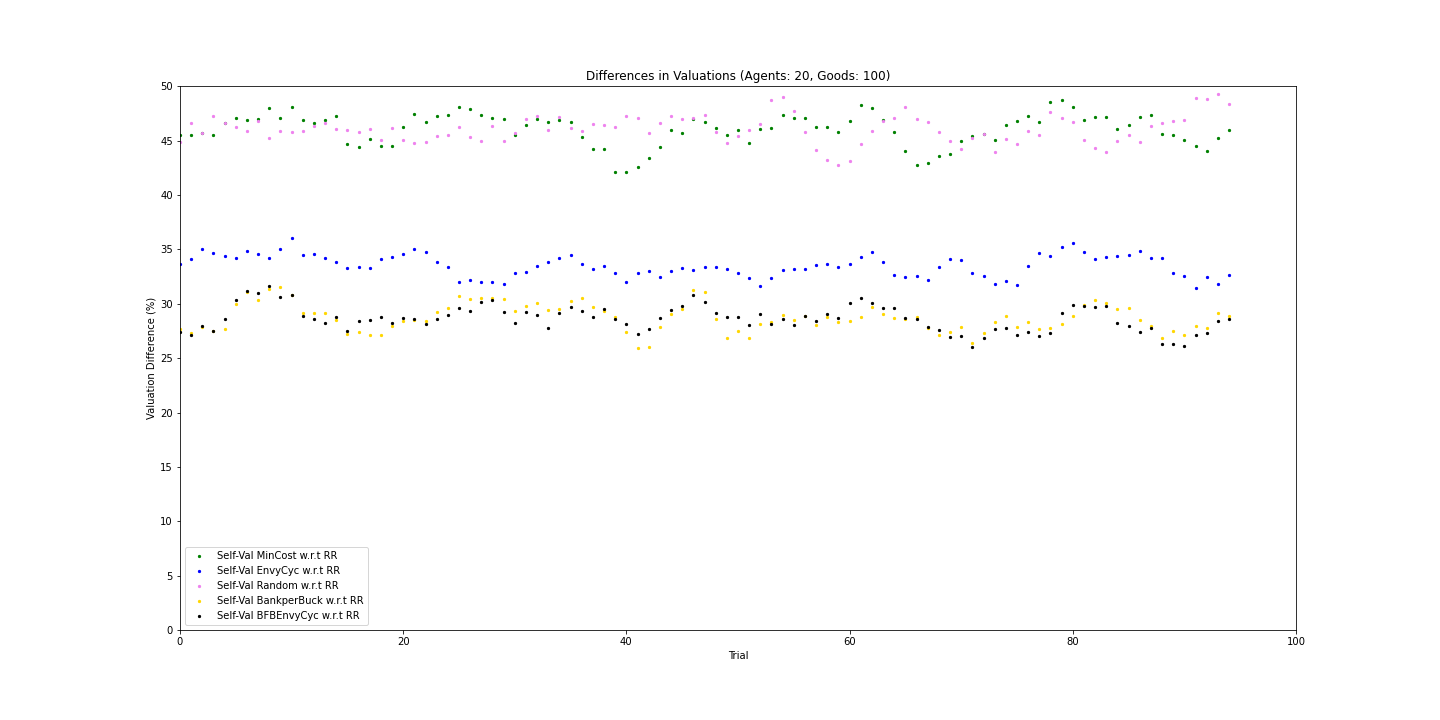 Differences in Valuations (Agents: 20, Goods: 100)
50
45
40
35
30
25
20
15
10
5
0
Valuation Difference (%)
Self-Val MinCost w.r.t RR
Self-Val EnvyCyc w.r.t RR
Self-Val Random w.r.t RR
Self-Val BankperBuck w.r.t RR
Self-Val BFBEnvyCyc w.r.t RR
0 20 40 60 80 100
Trial